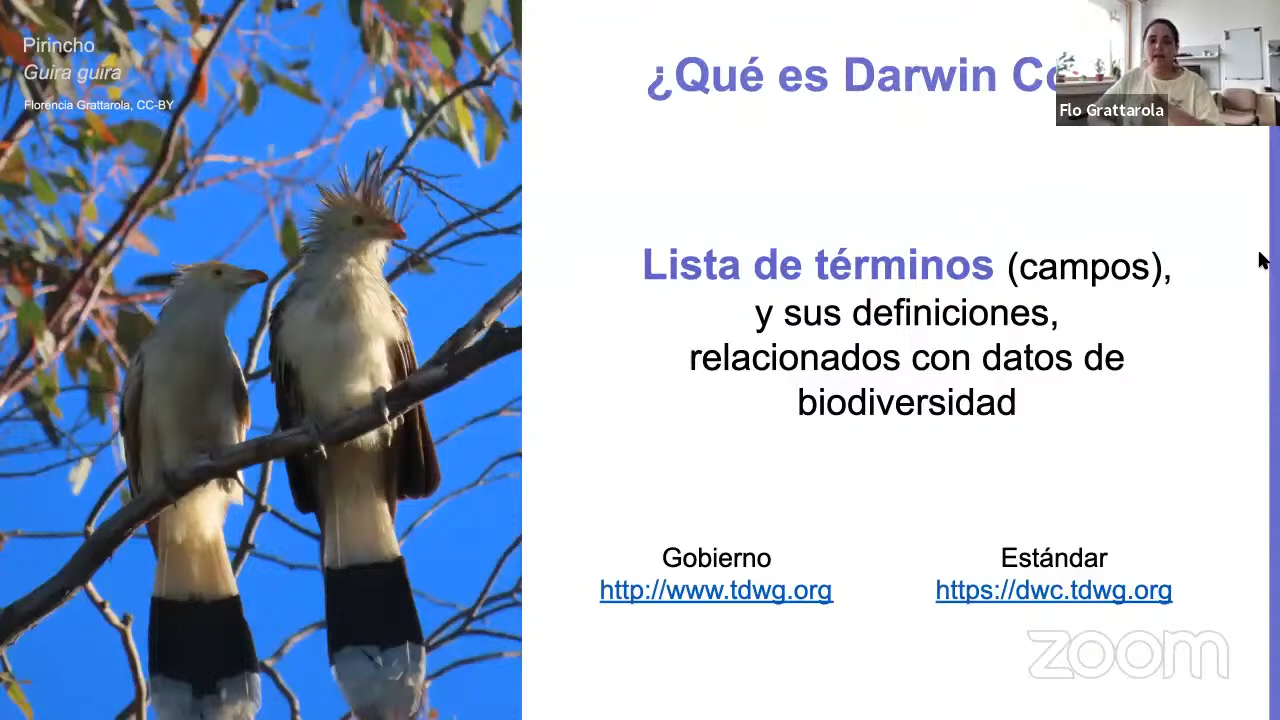 Pirincho
Guira guira
Florencia Grattarola, CC-BY
¿Qué es Darwin
Flo Grattarola
Lista de términos (campos),
y sus definiciones,
relacionados con datos de
biodiversidad
Gobierno
http://www.tdwg.org
Estándar
https://dwc.tdwg.org
zoom